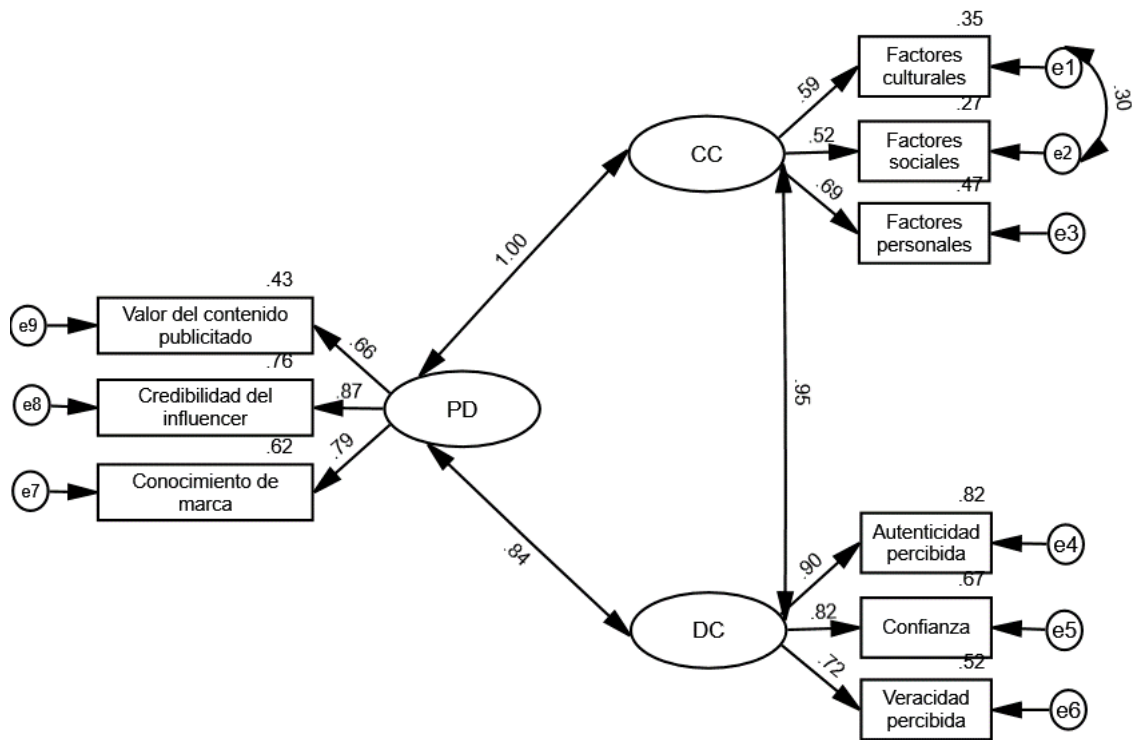 .35
Factores
culturales
e1
.59
.30
.27
CC
.52
Factores
sociales
e2
.47
.69
Factores
personales
e3
1.00
.43
e9
Valor del contenido
publicitado
.66
.76
.95
e8
Credibilidad del
influencer
.87
PD
.62
.79
e7
Conocimiento de
marca
.84
.82
Autenticidad
percibida
e4
.90
.67
DC
.82
Confianza
e5
.52
.72
Veracidad
percibida
e6